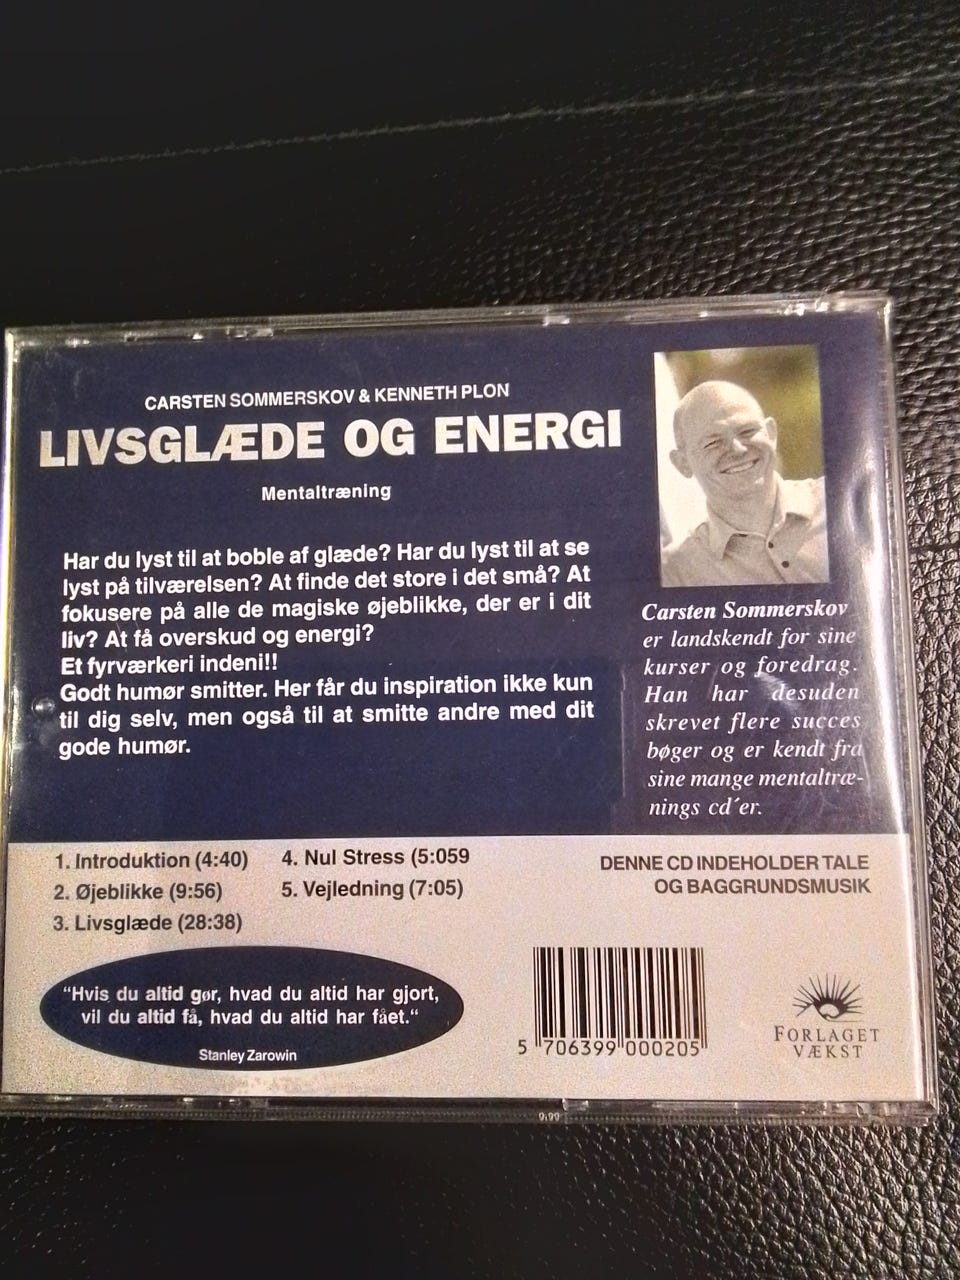 CARSTEN SOMMERSKOV & KENNETH PLON
LIVSGLÆDE OG ENERGI
Mentaltræning
Har du lyst til at boble af glæde? Har du lyst til at se
lyst på tilværelsen? At finde det store i det små? At
fokusere på alle de magiske øjeblikke, der er i dit
liv? At få overskud og energi?
Et fyrværkeri indeni!!
Godt humør smitter. Her får du inspiration ikke kun
til dig selv, men også til at smitte andre med dit
gode humør.
Carsten Sommerskov
er landskendt for sine
kurser og foredrag.
Han har desuden
skrevet flere succes
bøger og er kendt fra
sine mange mentaltræ-
nings cd´er.
1. Introduktion (4:40)
2. Øjeblikke (9:56)
3. Livsglæde (28:38)
4. Nul Stress (5:059
5. Vejledning (7:05)
DENNE CD INDEHOLDER TALE
OG BAGGRUNDSMUSIK
“Hvis du altid gør, hvad du altid har gjort,
vil du altid få, hvad du altid har fået.“
Stanley Zarowin
5 706399 000205
FORLAGET
VÆKST